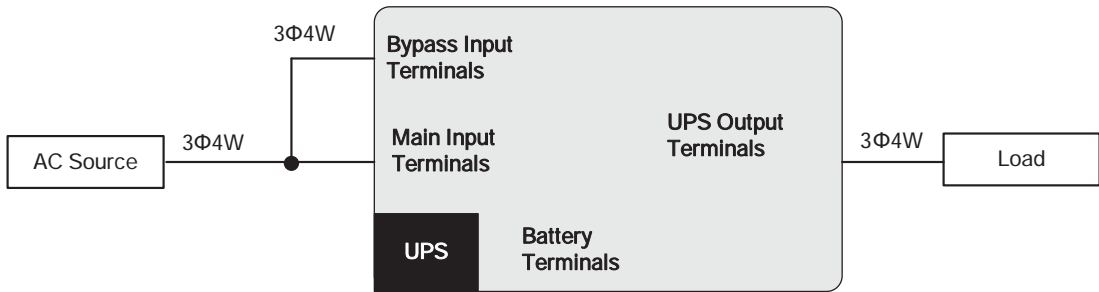 3Φ4W
Bypass Input
Terminals
AC Source
3Φ4W
Main Input
Terminals
UPS Output
Terminals
3Φ4W
Load
UPS
Battery
Terminals